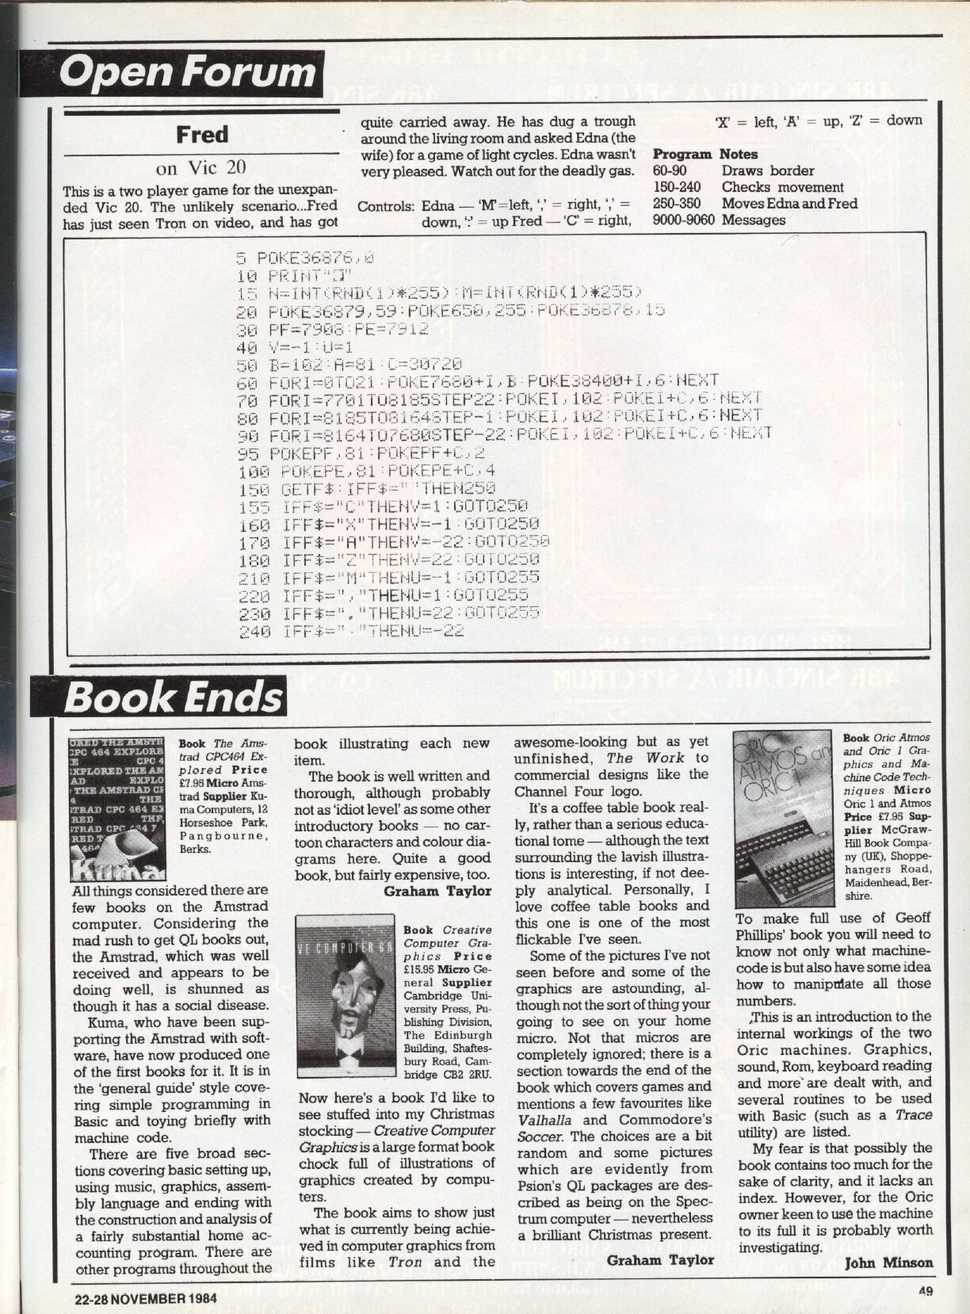 Open Forum
Fred
on Vic 20
This is a two player game for the unexpan-
ded Vic 20. The unlikely scenario...Fred
has just seen Tron on video, and has got
quite carried away. He has dug a trough
around the living room and asked Edna (the
wife) for a game of light cycles. Edna wasn't
very pleased. Watch out for the deadly gas.
Controls: Edna — 'M'=left, ',' = right, '.' =
down, ':' = up Fred — 'C' = right,
'X' = left, 'A' = up, 'Z' = down
Program Notes
60-90 Draws border
150-240 Checks movement
250-350 Moves Edna and Fred
9000-9060 Messages
5 POKE36876,0
10 PRINT"
15 N=INT(RND(1)*255):M=INT(RND(1)*255)
20 POKE36879,59:POKE650,255:POKE36878,15
30 PF=7908:PE=7912
40 V=-1:U=1
50 B=102:A=81:C=30720
60 FORI=0TO21:POKE7680+I,B:POKE38400+I,6:NEXT
70 FORI=7701TO8185STEP22:POKEI,102:POKEI+C,6:NEXT
80 FORI=8185TO8164STEP-1:POKEI,102:POKEI+C,6:NEXT
90 FORI=8164TO7680STEP-22:POKEI,102:POKEI+C,6:NEXT
95 POKEPF,81:POKEPF+C,2
100 POKEPE,81:POKEPE+C,4
150 GETF$:IFF$=""THEN250
155 IFF$="C"THENV=1:GOTO250
160 IFF$="X"THENV=-1:GOTO250
170 IFF$="A"THENV=-22:GOTO250
180 IFF$="Z"THENV=22:GOTO250
210 IFF$="M"THENU=-1:GOTO255
220 IFF$=","THENU=1:GOTO255
230 IFF$="."THENU=22:GOTO255
240 IFF$=":"THENU=-22
Book Ends
Kuma
Book The Ams-
trad CPC464 Ex-
plored Price
£7.95 Micro Ams-
trad Supplier Ku-
ma Computers, 12
Horseshoe Park,
Pangbourne,
Berks.
All things considered there are
few books on the Amstrad
computer. Considering the
mad rush to get QL books out,
the Amstrad, which was well
received and appears to be
doing well, is shunned as
though it has a social disease.
Kuma, who have been sup-
porting the Amstrad with soft-
ware, have now produced one
of the first books for it. It is in
the 'general guide' style cove-
ring simple programming in
Basic and toying briefly with
machine code.
There are five broad sec-
tions covering basic setting up,
using music, graphics, assem-
bly language and ending with
the construction and analysis of
a fairly substantial home ac-
counting program. There are
other programs throughout the
book illustrating each new
item.
The book is well written and
thorough, although probably
not as 'idiot level' as some other
introductory books — no car-
toon characters and colour dia-
grams here. Quite a good
book, but fairly expensive, too.
Graham Taylor
VE COMPUTER GR
Book Creative
Computer Gra-
phics Price
£15.95 Micro Ge-
neral Supplier
Cambridge Uni-
versity Press, Pu-
blishing Division,
The Edinburgh
Building, Shaftes-
bury Road, Cam-
bridge CB2 2RU.
Now here's a book I'd like to
see stuffed into my Christmas
stocking — Creative Computer
Graphics is a large format book
chock full of illustrations of
graphics created by compu-
ters.
The book aims to show just
what is currently being achie-
ved in computer graphics from
films like Tron and the
awesome-looking but as yet
unfinished, The Work to
commercial designs like the
Channel Four logo.
It's a coffee table book real-
ly, rather than a serious educa-
tional tome — although the text
surrounding the lavish illustra-
tions is interesting, if not dee-
ply analytical. Personally, I
love coffee table books and
this one is one of the most
flickable I've seen.
Some of the pictures I've not
seen before and some of the
graphics are astounding, al-
though not the sort of thing your
going to see on your home
micro. Not that micros are
completely ignored; there is a
section towards the end of the
book which covers games and
mentions a few favourites like
Valhalla and Commodore's
Soccer. The choices are a bit
random and some pictures
which are evidently from
Psion's QL packages are des-
cribed as being on the Spec-
trum computer — nevertheless
a brilliant Christmas present.
Graham Taylor
ORIC
ATMOS and
ORIC 1
Book Oric Atmos
and Oric 1 Gra-
phics and Ma-
chine Code Tech-
niques Micro
Oric 1 and Atmos
Price £7.95 Sup-
plier McGraw-
Hill Book Compa-
ny (UK), Shoppe-
hangers Road,
Maidenhead, Ber-
shire.
To make full use of Geoff
Phillips' book you will need to
know not only what machine-
code is but also have some idea
how to manipulate all those
numbers.
This is an introduction to the
internal workings of the two
Oric machines. Graphics,
sound, Rom, keyboard reading
and more are dealt with, and
several routines to be used
with Basic (such as a Trace
utility) are listed.
My fear is that possibly the
book contains too much for the
sake of clarity, and it lacks an
index. However, for the Oric
owner keen to use the machine
to its full it is probably worth
investigating.
John Minson
22-28 NOVEMBER 1984
49